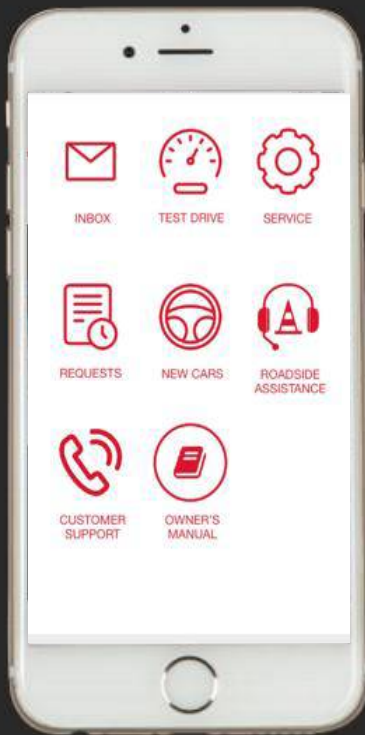 INBOX
TEST DRIVE
SERVICE
REQUESTS
NEW CARS
ROADSIDE
ASSISTANCE
CUSTOMER
SUPPORT
OWNER'S
MANUAL